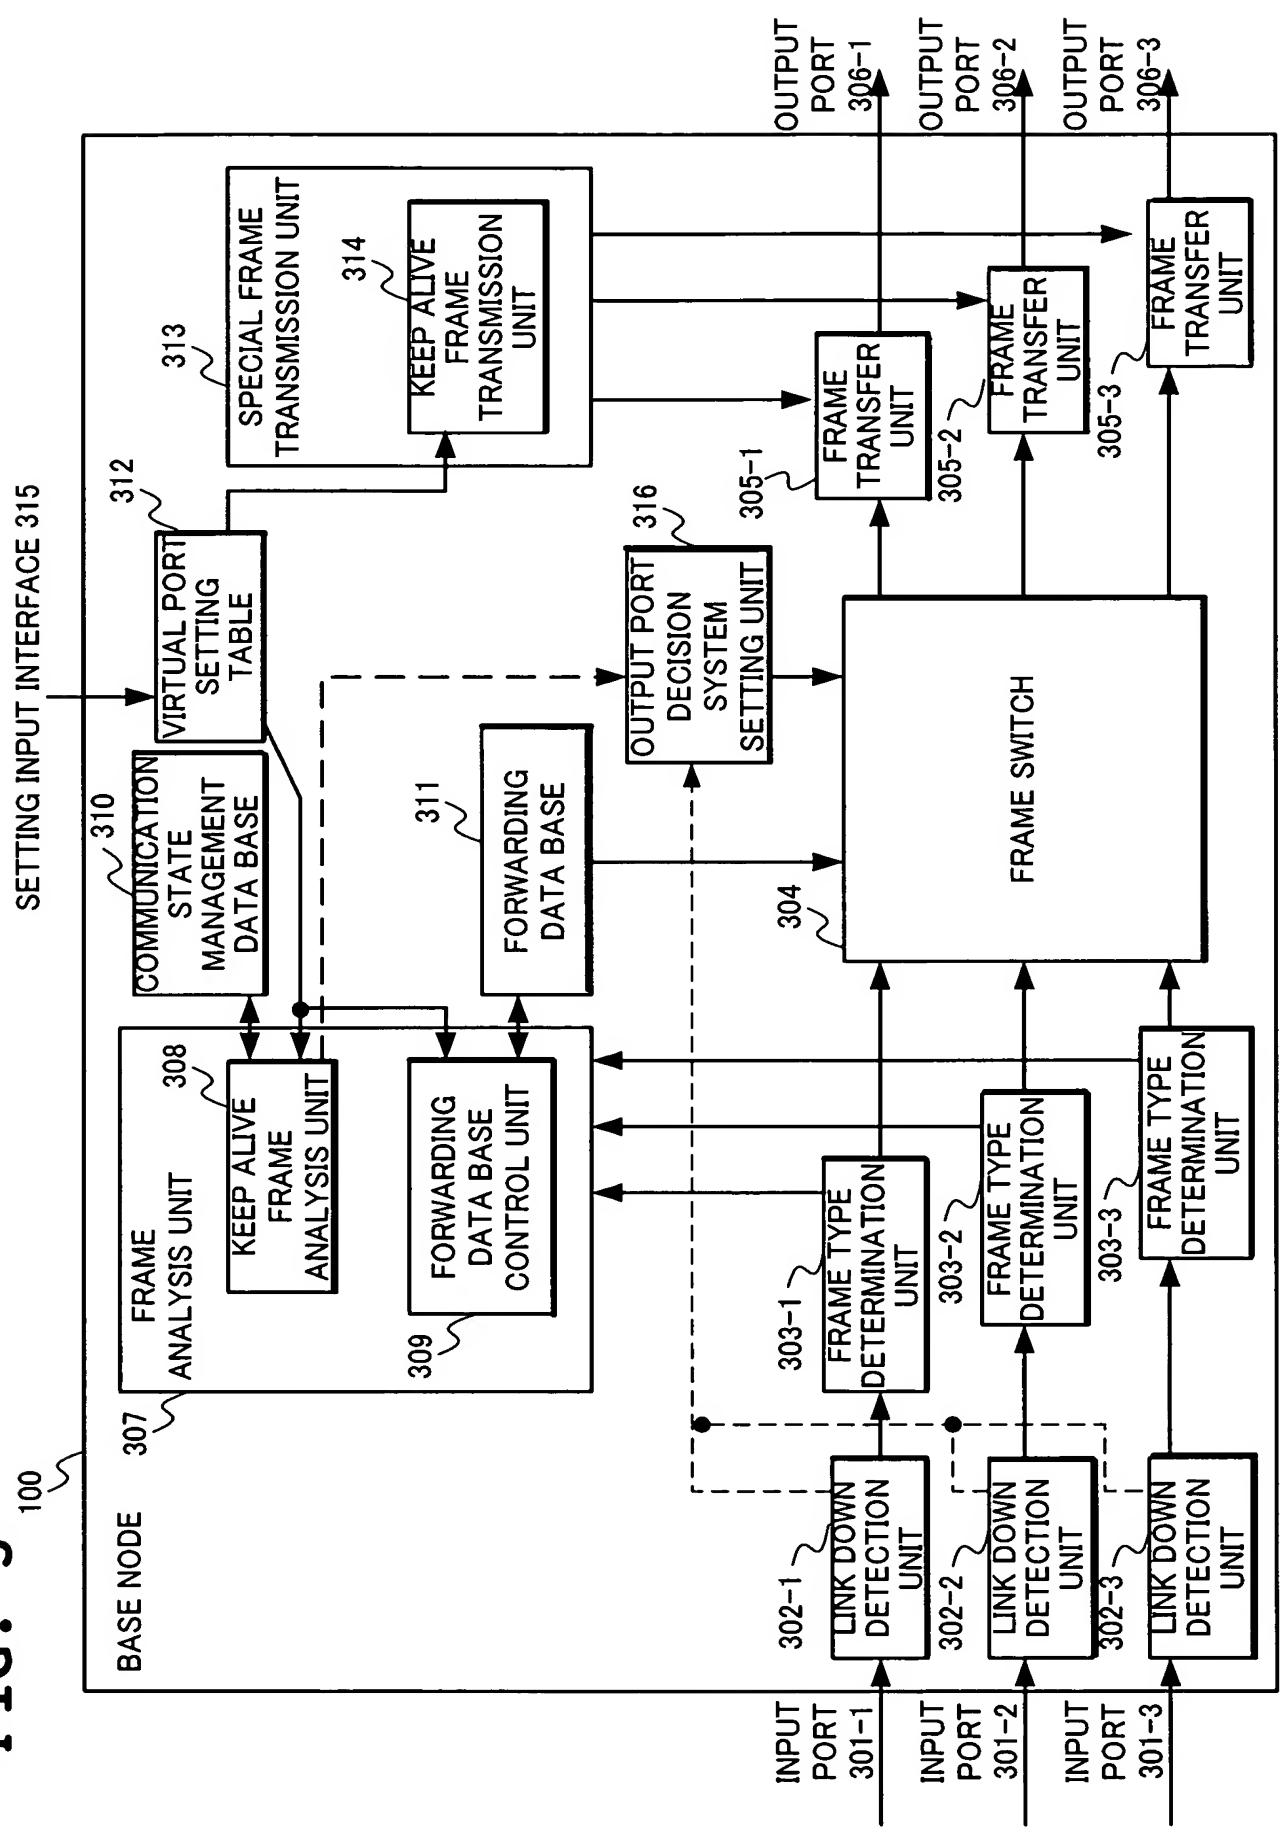 100
BASE NODE
SETTING INPUT INTERFACE 315
307
FRAME
ANALYSIS UNIT
308
KEEP ALIVE
FRAME
ANALYSIS UNIT
309
FORWARDING
DATA BASE
CONTROL UNIT
310
COMMUNICATION
STATE
MANAGEMENT
DATA BASE
311
FORWARDING
DATA BASE
312
VIRTUAL PORT
SETTING
TABLE
313
SPECIAL FRAME
TRANSMISSION UNIT
314
KEEP ALIVE
FRAME
TRANSMISSION
UNIT
316
OUTPUT PORT
DECISION
SYSTEM
SETTING UNIT
304
FRAME SWITCH
INPUT
PORT
301-1
302-1
LINK DOWN
DETECTION
UNIT
303-1
FRAME TYPE
DETERMINATION
UNIT
305-1
FRAME
TRANSFER
UNIT
OUTPUT
PORT
306-1
INPUT
PORT
301-2
302-2
LINK DOWN
DETECTION
UNIT
303-2
FRAME TYPE
DETERMINATION
UNIT
305-2
FRAME
TRANSFER
UNIT
OUTPUT
PORT
306-2
INPUT
PORT
301-3
302-3
LINK DOWN
DETECTION
UNIT
303-3
FRAME TYPE
DETERMINATION
UNIT
305-3
FRAME
TRANSFER
UNIT
OUTPUT
PORT
306-3